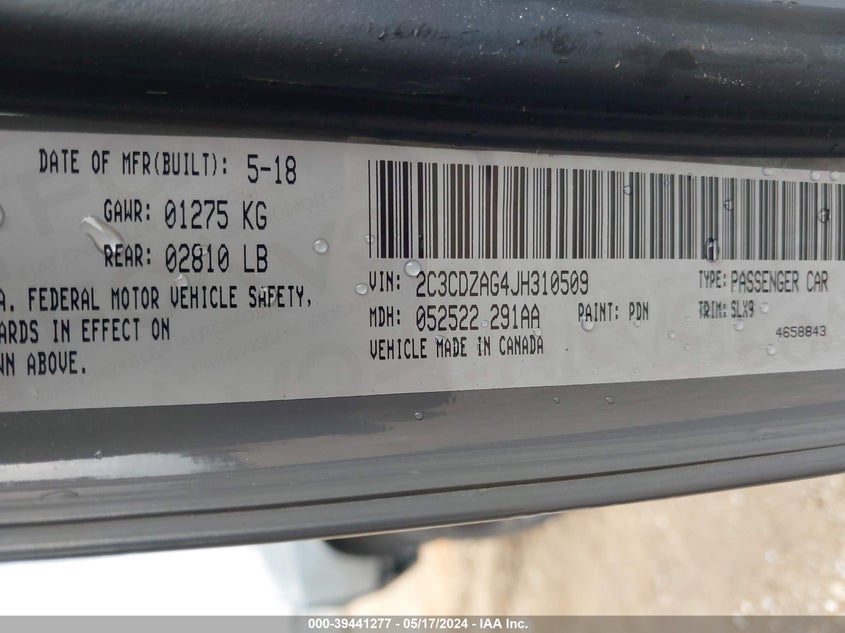 DATE OF MFR(BUILT): 5-18
GAWR: 01275 KG
REAR: 02810 LB
A. FEDERAL MOTOR VEHICLE SAFETY,
ARDS IN EFFECT ON
WN ABOVE.
VIN: 2C3CDZAG4JH310509 TYPE: PASSENGER CAR
MDH: 052522 291AA PAINT: PDN TRIM: SLX9
4658843
VEHICLE MADE IN CANADA
000-39441277 - 05/17/2024 - IAA Inc.